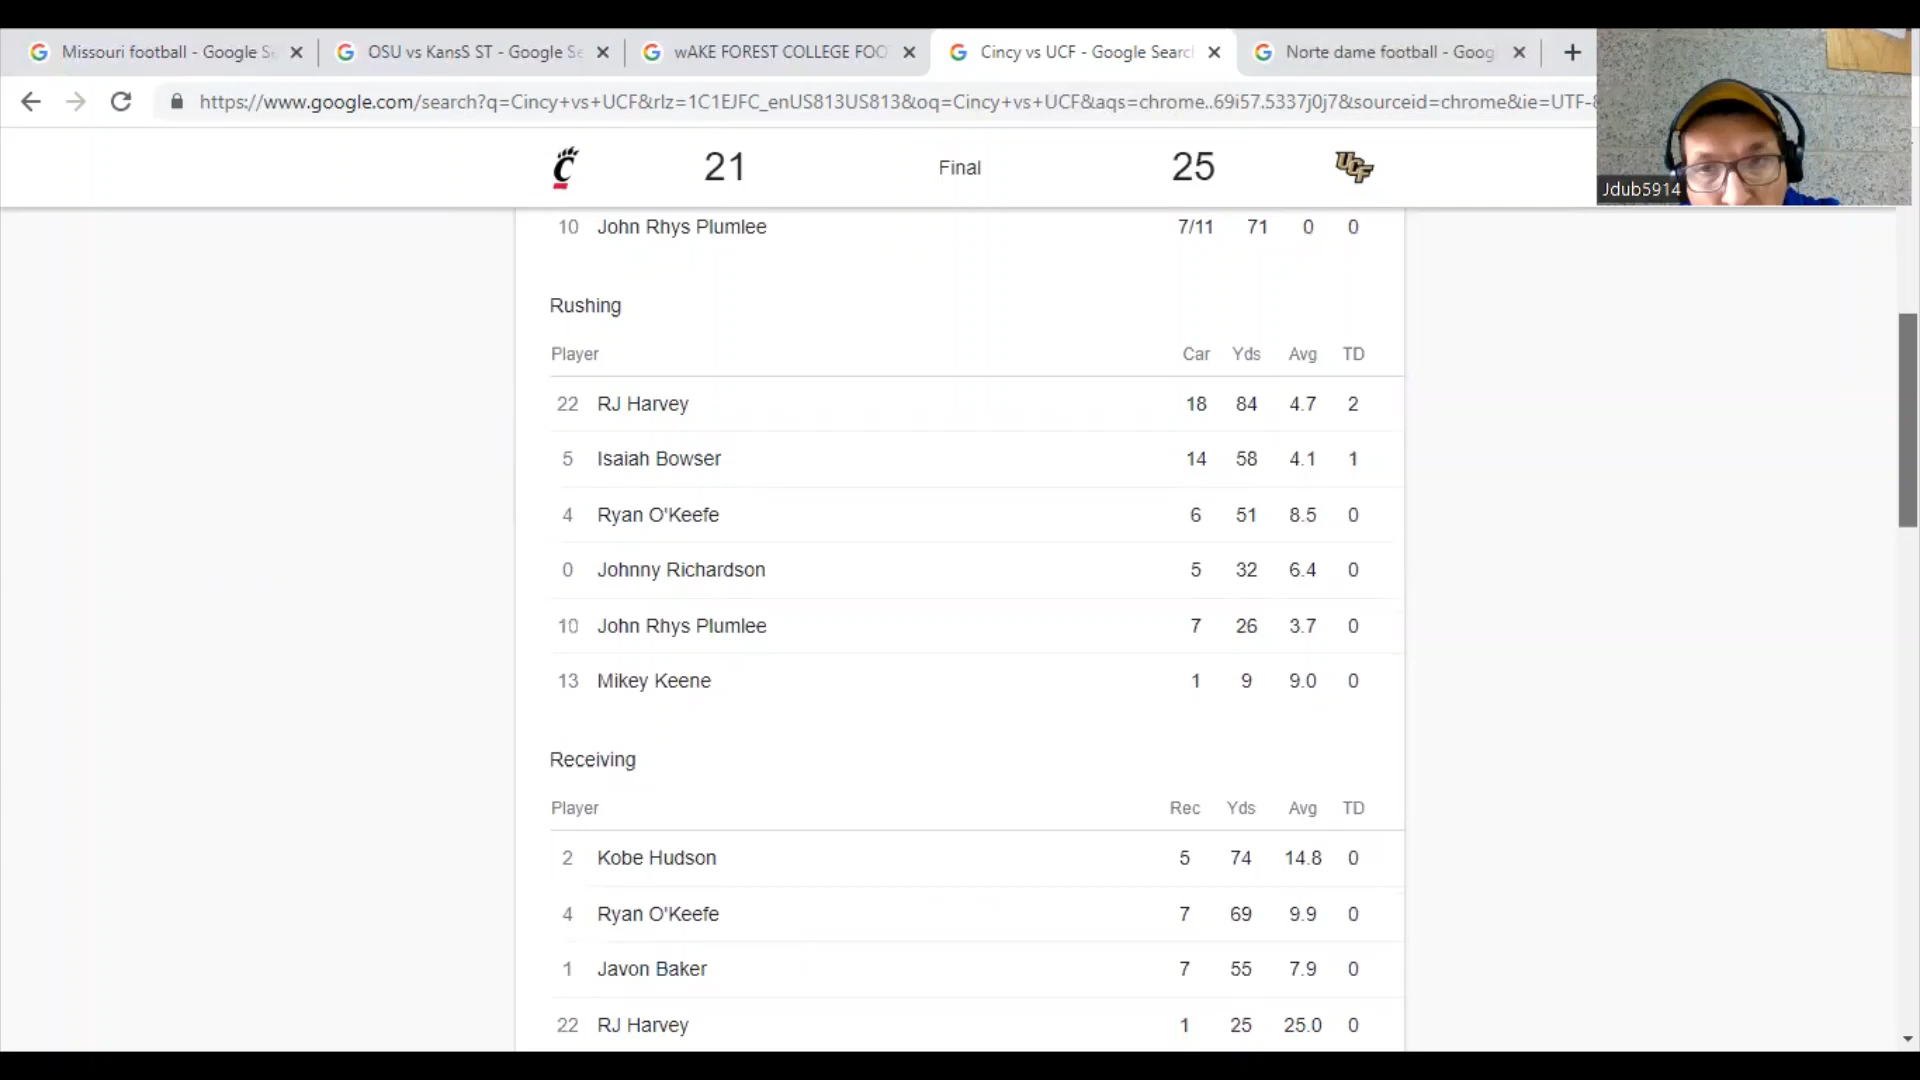 Missouri football - Google S
OSU vs KansS ST - Google Se
wAKE FOREST COLLEGE FOO
Cincy vs UCF - Google Searc
Norte dame football - Goog
https://www.google.com/search?q=Cincy+vs+UCF&rlz=1C1EJFC_enUS813US813&oq=Cincy+vs+UCF&aqs=chrome..69i57.5337j0j7&sourceid=chrome&ie=UTF-8
C 21 Final 25 UCF
Jdub5914
10 John Rhys Plumlee 7/11 71 0 0
Rushing
Player Car Yds Avg TD
22 RJ Harvey 18 84 4.7 2
5 Isaiah Bowser 14 58 4.1 1
4 Ryan O'Keefe 6 51 8.5 0
0 Johnny Richardson 5 32 6.4 0
10 John Rhys Plumlee 7 26 3.7 0
13 Mikey Keene 1 9 9.0 0
Receiving
Player Rec Yds Avg TD
2 Kobe Hudson 5 74 14.8 0
4 Ryan O'Keefe 7 69 9.9 0
1 Javon Baker 7 55 7.9 0
22 RJ Harvey 1 25 25.0 0